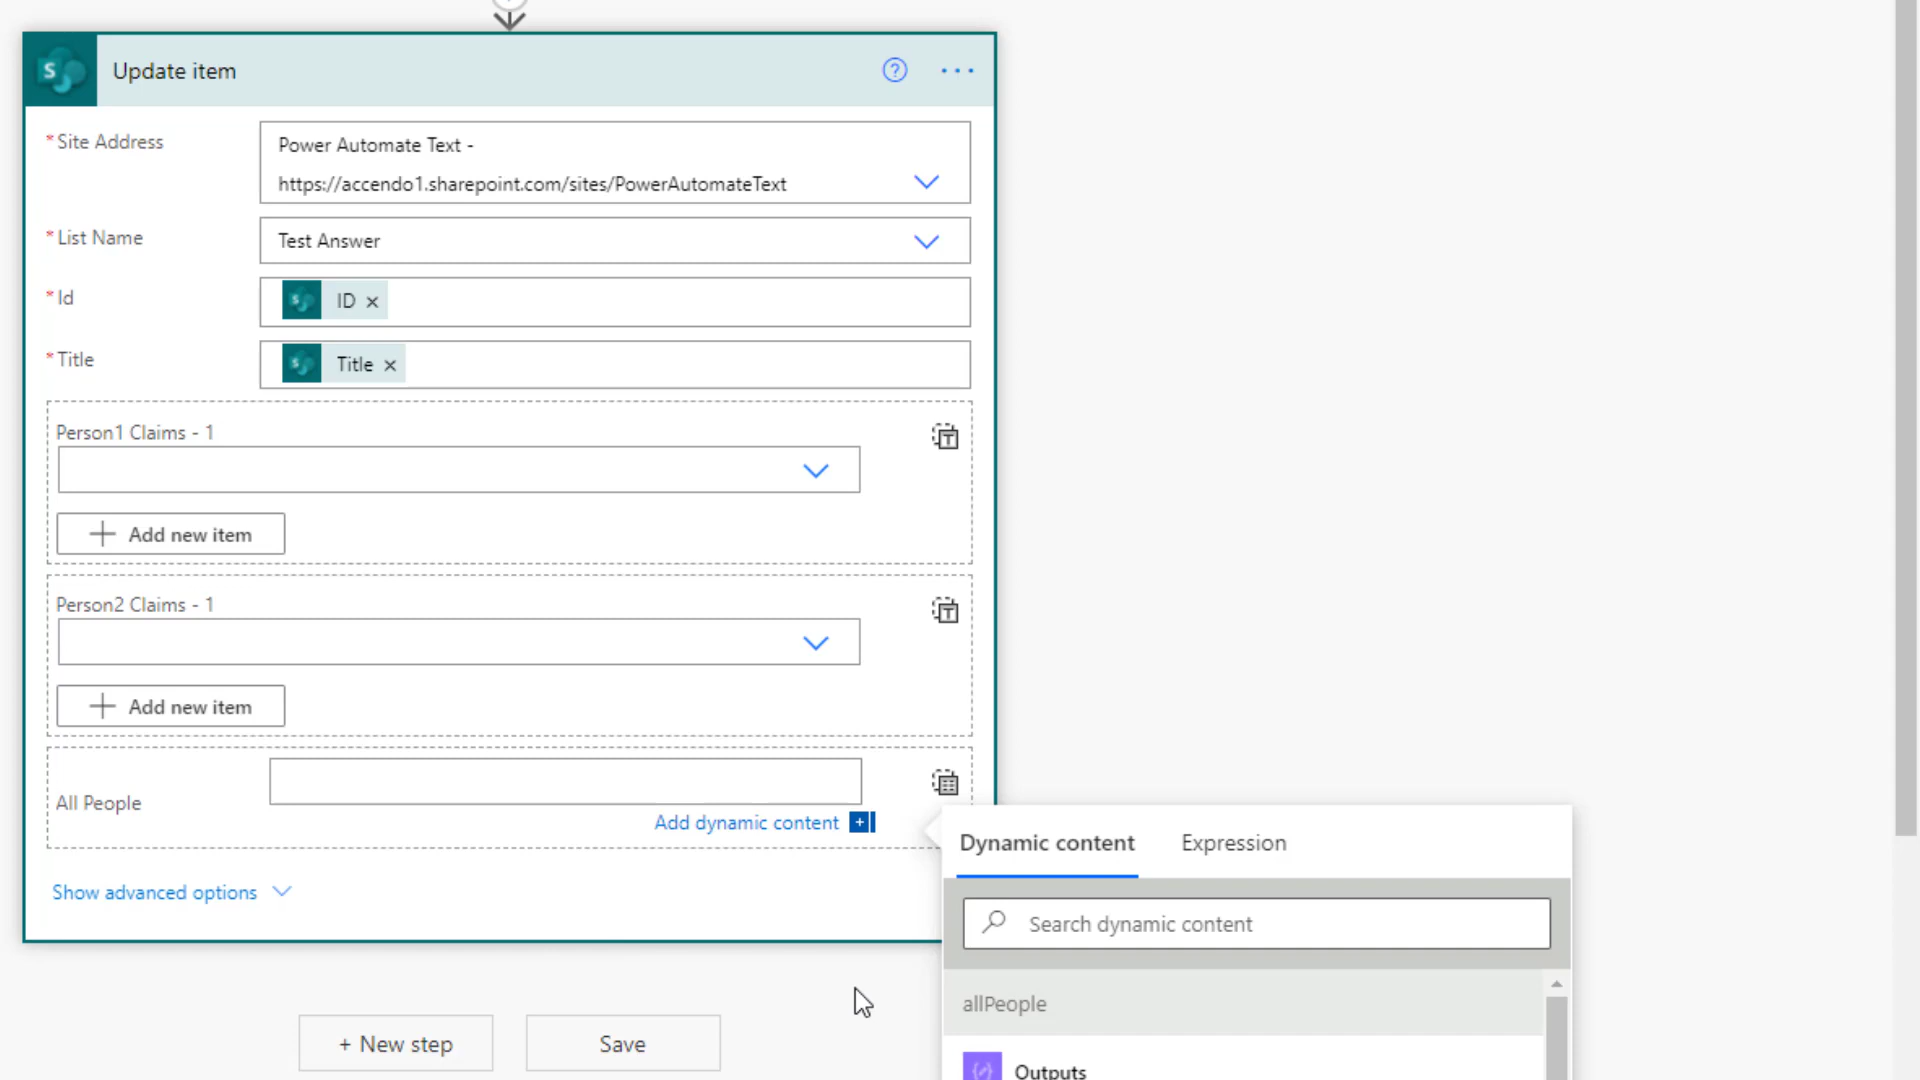 Update item
* Site Address
Power Automate Text -
https://accendo1.sharepoint.com/sites/PowerAutomateText
* List Name
Test Answer
* Id
ID
* Title
Title
Person1 Claims - 1
Add new item
Person2 Claims - 1
Add new item
All People
Add dynamic content
Show advanced options
+ New step
Save
Dynamic content
Expression
Search dynamic content
allPeople
Outputs